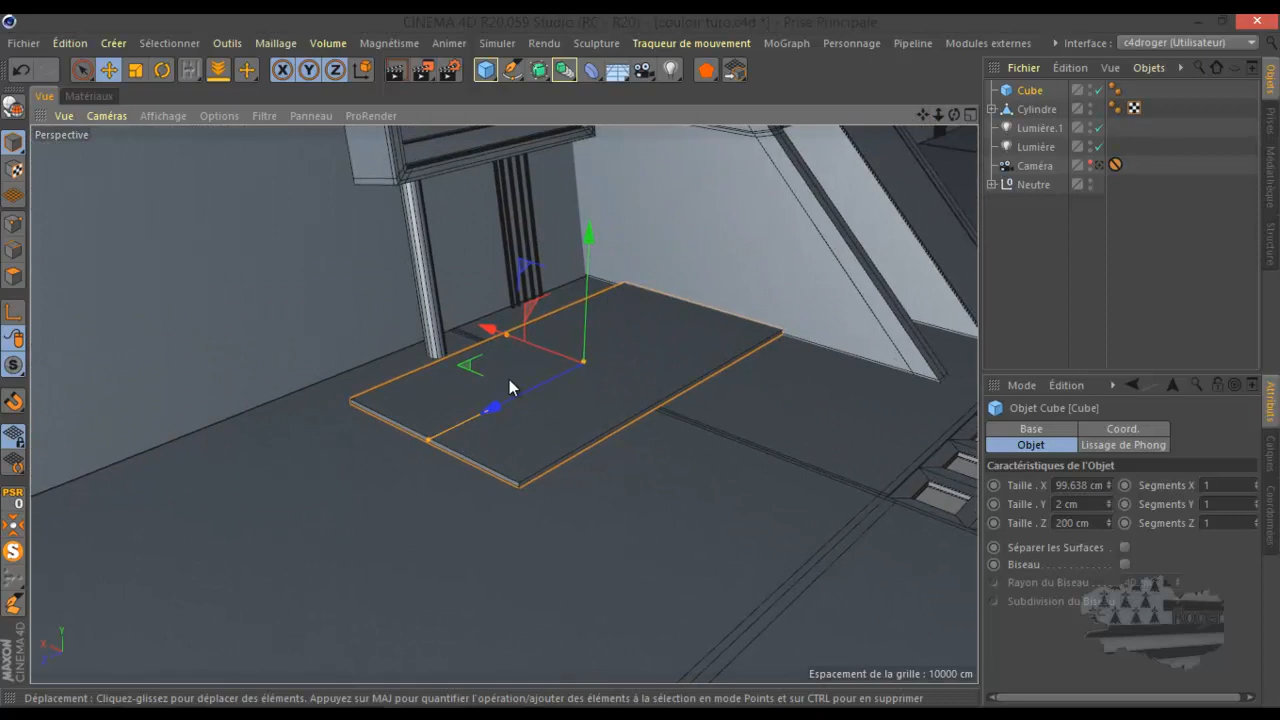 CINEMA 4D R20.059 Studio (RC - R20) - [couloir turo.c4d *] - Prise Principale
Fichier Édition Créer Sélectionner Outils Maillage Volume Magnétisme Animer Simuler Rendu Sculpture Traqueur de mouvement MoGraph Personnage Pipeline Modules externes Interface : c4droger (Utilisateur)
X Y Z
Vue Matériaux
Vue Caméras Affichage Options Filtre Panneau ProRender
Perspective
Fichier Édition Vue Objets
Cube
Cylindre
Lumière.1
Lumière
Caméra
Neutre
Objets
Prises
Médiathèque
Structure
Mode Édition
Objet Cube [Cube]
Base Coord.
Objet Lissage de Phong
Caractéristiques de l'Objet
Taille . X 99.638 cm Segments X 1
Taille . Y 2 cm Segments Y 1
Taille . Z 200 cm Segments Z 1
Séparer les Surfaces
Biseau
Rayon du Biseau
Subdivision du
Attributs
Calques
Coordonnées
PSR
0
S
S
MAXON
CINEMA 4D
Y
X
Z
Roger
Espacement de la grille : 10000 cm
Déplacement : Cliquez-glissez pour déplacer des éléments. Appuyez sur MAJ pour quantifier l'opération/ajouter des éléments à la sélection en mode Points et sur CTRL pour en supprimer